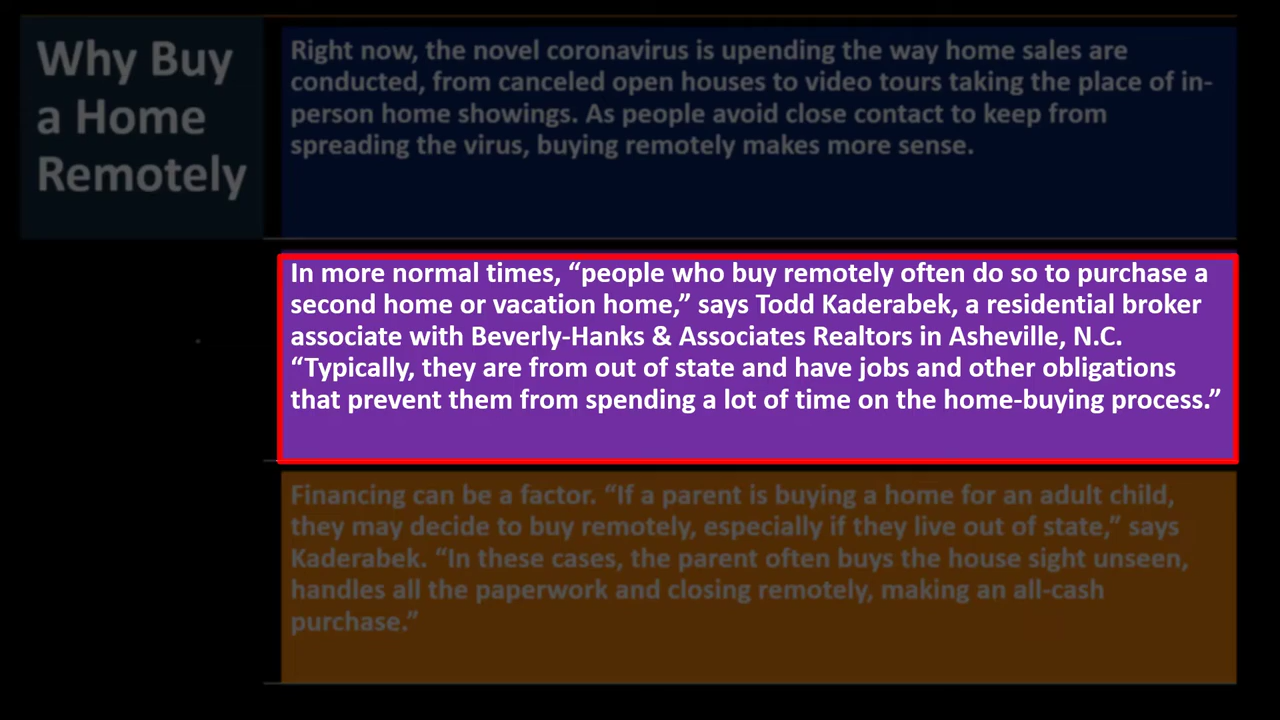 Why Buy
a Home
Remotely
Right now, the novel coronavirus is upending the way home sales are
conducted, from canceled open houses to video tours taking the place of in-
person home showings. As people avoid close contact to keep from
spreading the virus, buying remotely makes more sense.
In more normal times, “people who buy remotely often do so to purchase a
second home or vacation home,” says Todd Kaderabek, a residential broker
associate with Beverly-Hanks & Associates Realtors in Asheville, N.C.
“Typically, they are from out of state and have jobs and other obligations
that prevent them from spending a lot of time on the home-buying process.”
Financing can be a factor. “If a parent is buying a home for an adult child,
they may decide to buy remotely, especially if they live out of state,” says
Kaderabek. “In these cases, the parent often buys the house sight unseen,
handles all the paperwork and closing remotely, making an all-cash
purchase.”